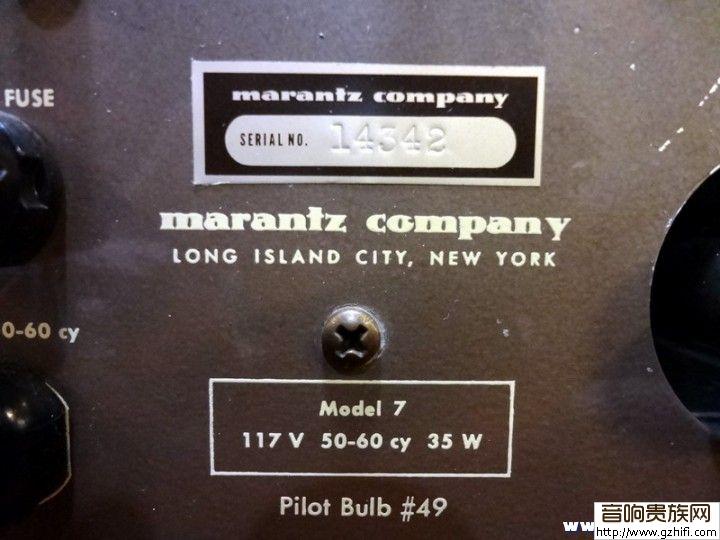 FUSE
marantz company
SERIAL NO. 14342
marantz company
LONG ISLAND CITY, NEW YORK
0-60 cy
Model 7
117 V 50-60 cy 35 W
Pilot Bulb #49
音响贵族网
http://www.gzhifi.com